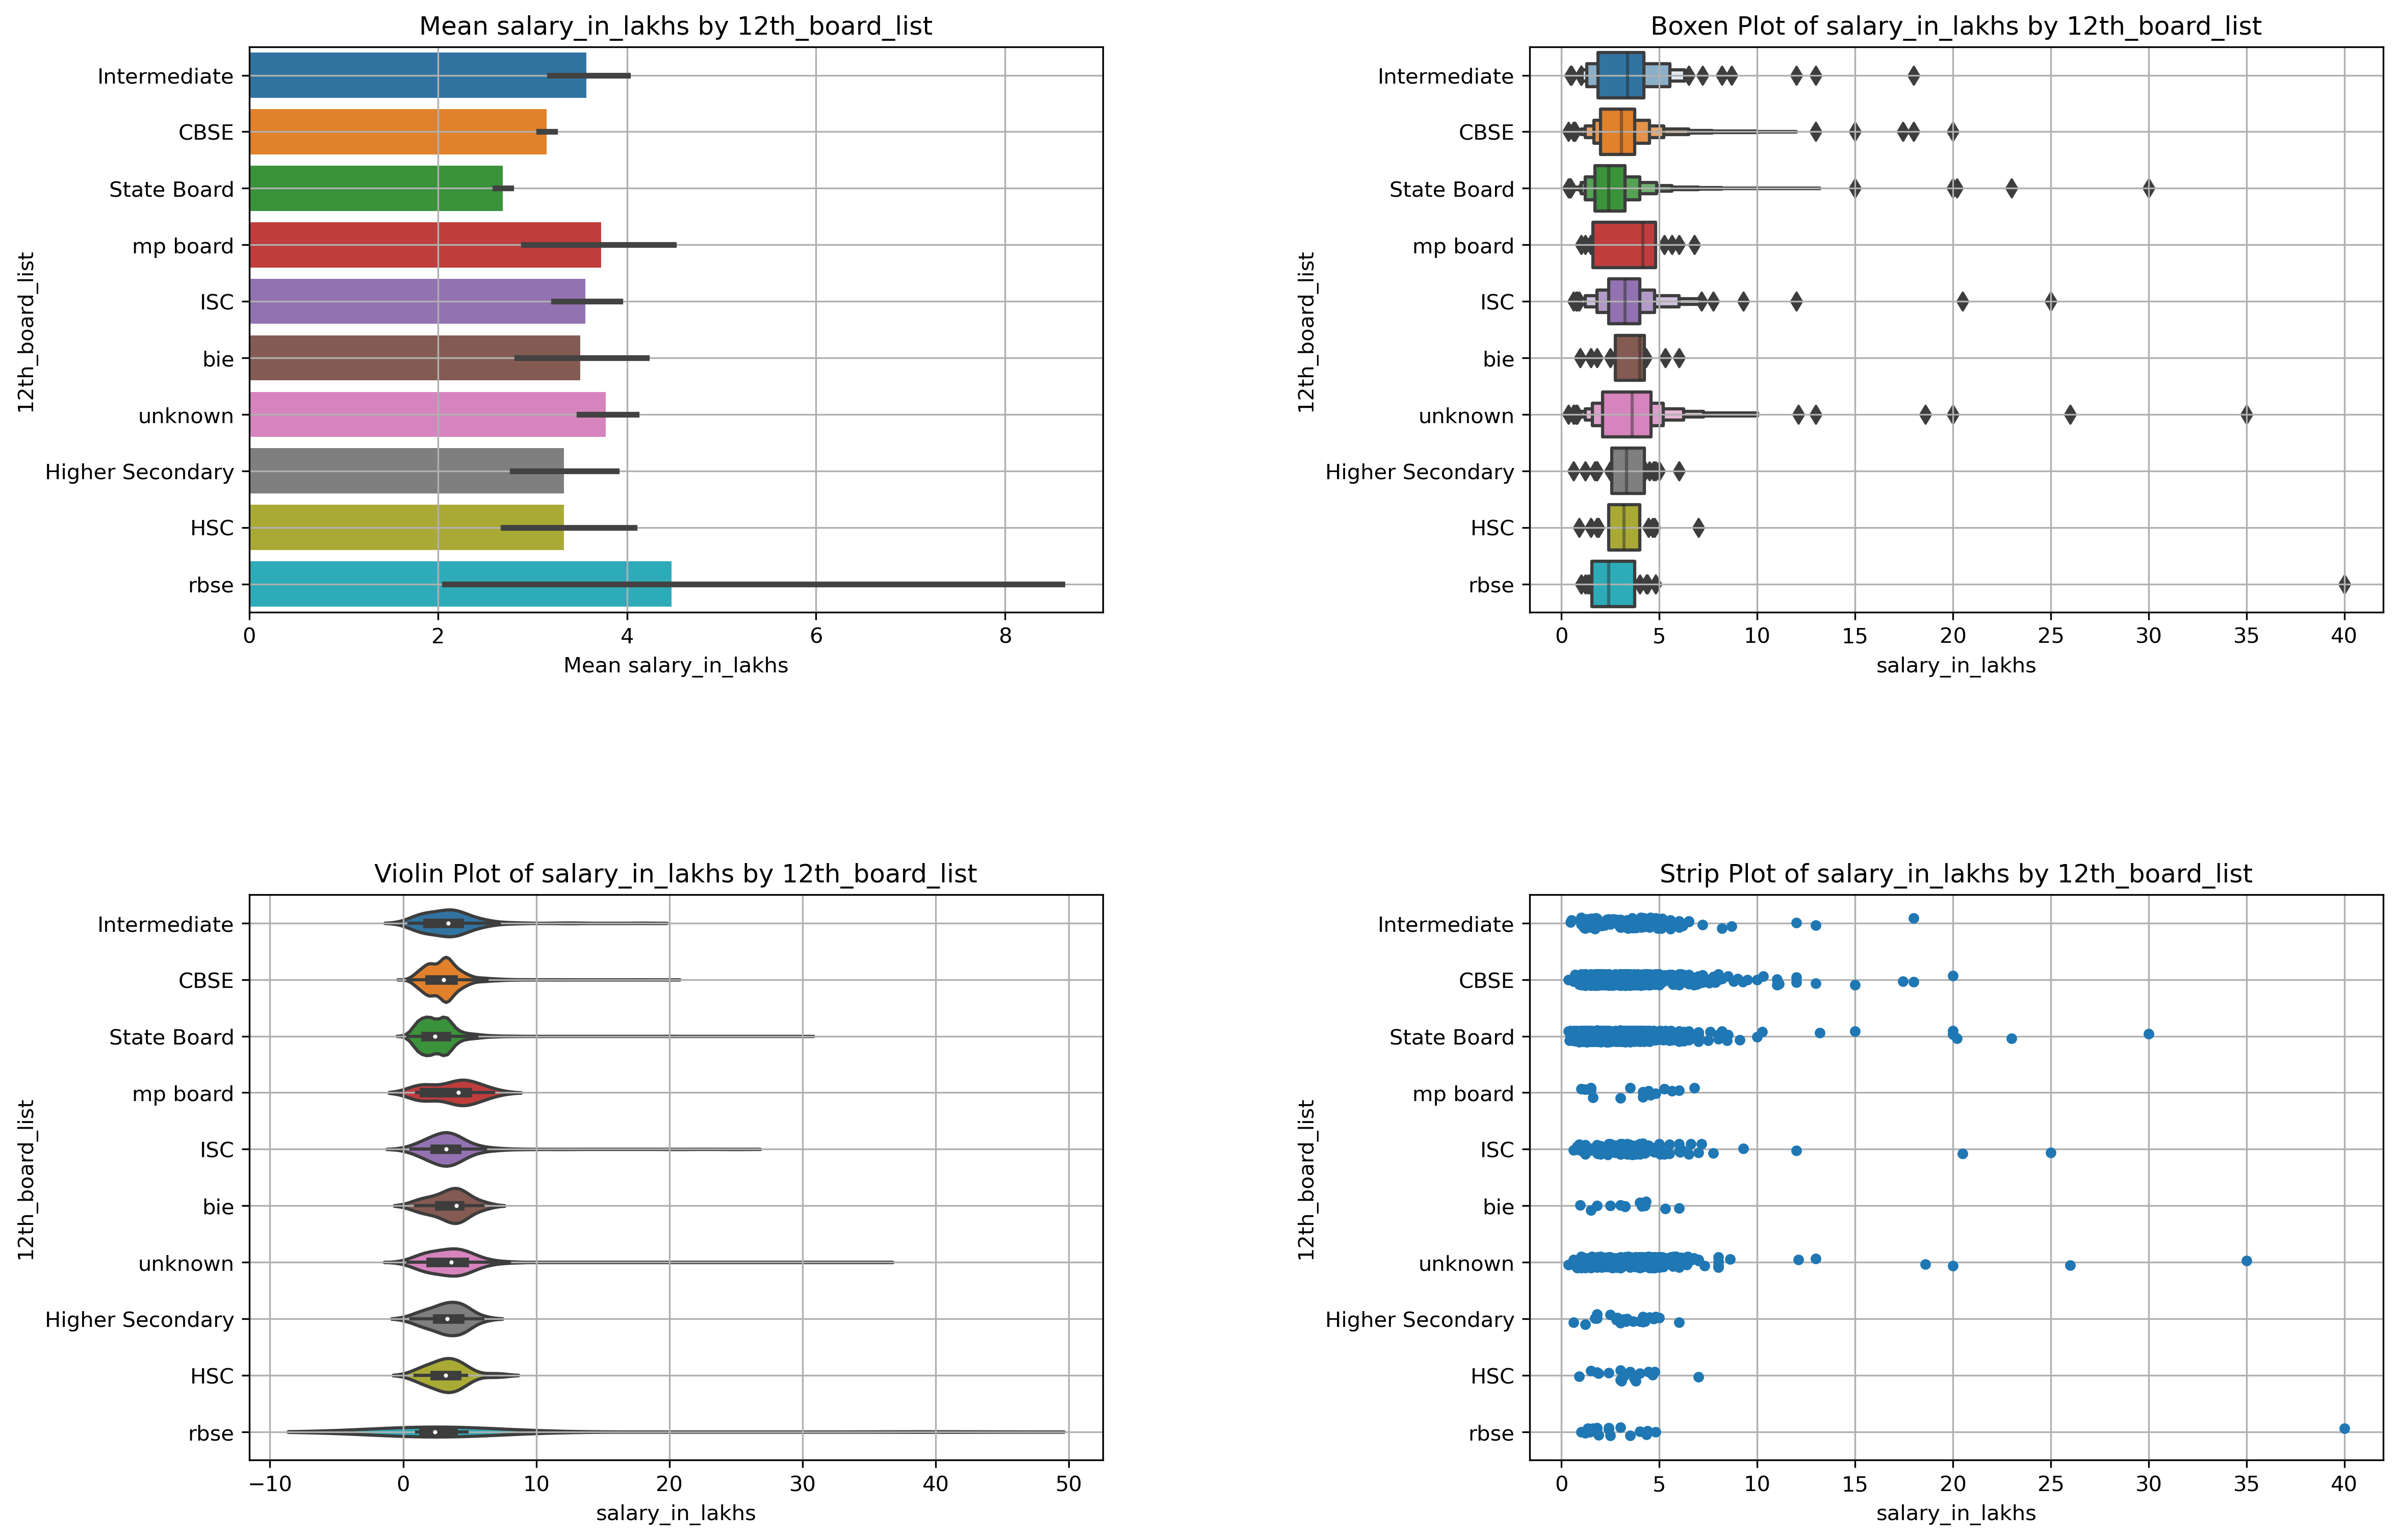 Mean salary_in_lakhs by 12th_board_list
12th_board_list
Intermediate
CBSE
State Board
mp board
ISC
bie
unknown
Higher Secondary
HSC
rbse
0 2 4 6 8
Mean salary_in_lakhs
Boxen Plot of salary_in_lakhs by 12th_board_list
12th_board_list
Intermediate
CBSE
State Board
mp board
ISC
bie
unknown
Higher Secondary
HSC
rbse
0 5 10 15 20 25 30 35 40
salary_in_lakhs
Violin Plot of salary_in_lakhs by 12th_board_list
12th_board_list
Intermediate
CBSE
State Board
mp board
ISC
bie
unknown
Higher Secondary
HSC
rbse
−10 0 10 20 30 40 50
salary_in_lakhs
Strip Plot of salary_in_lakhs by 12th_board_list
12th_board_list
Intermediate
CBSE
State Board
mp board
ISC
bie
unknown
Higher Secondary
HSC
rbse
0 5 10 15 20 25 30 35 40
salary_in_lakhs